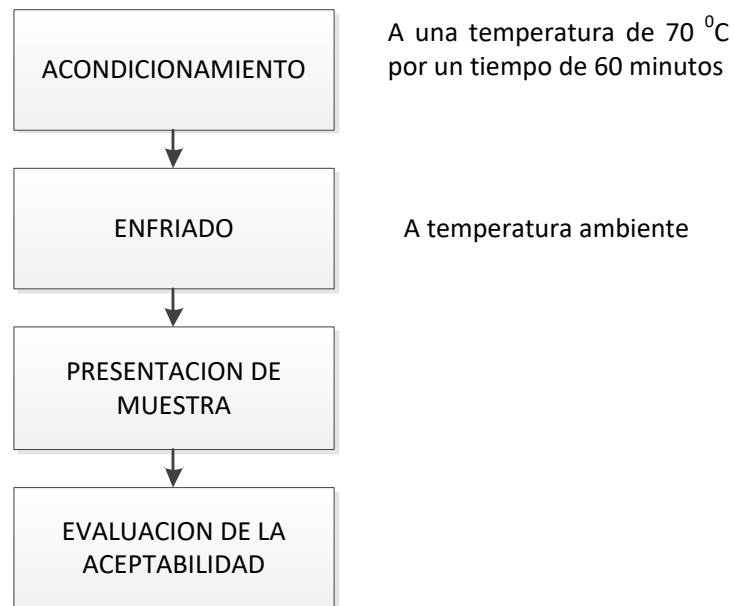 ACONDICIONAMIENTO
A una temperatura de 70 ⁰C
por un tiempo de 60 minutos
ENFRIADO
A temperatura ambiente
PRESENTACION DE
MUESTRA
EVALUACION DE LA
ACEPTABILIDAD